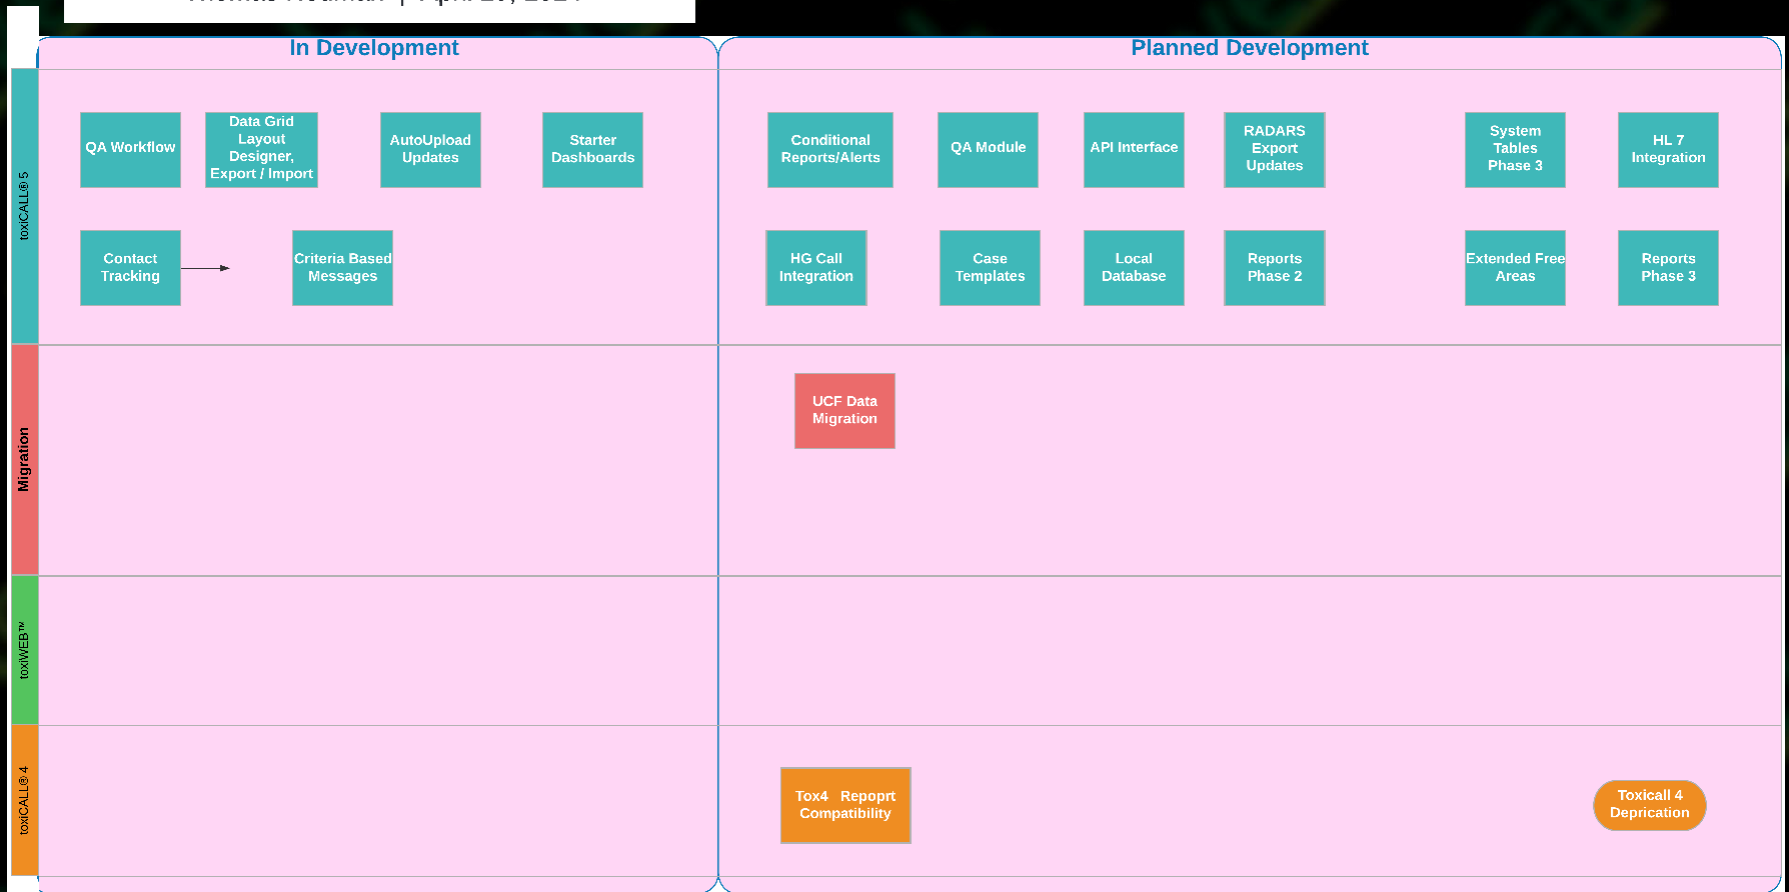 In Development
Planned Development
toxiCALL® 5
QA Workflow
Data Grid
Layout
Designer,
Export / Import
AutoUpload
Updates
Starter
Dashboards
Conditional
Reports/Alerts
QA Module
API Interface
RADARS
Export
Updates
System
Tables
Phase 3
HL 7
Integration
Contact
Tracking
Criteria Based
Messages
HG Call
Integration
Case
Templates
Local
Database
Reports
Phase 2
Extended Free
Areas
Reports
Phase 3
Migration
UCF Data
Migration
toxiWEB™
toxiCALL® 4
Tox4 Repoprt
Compatibility
Toxicall 4
Deprication